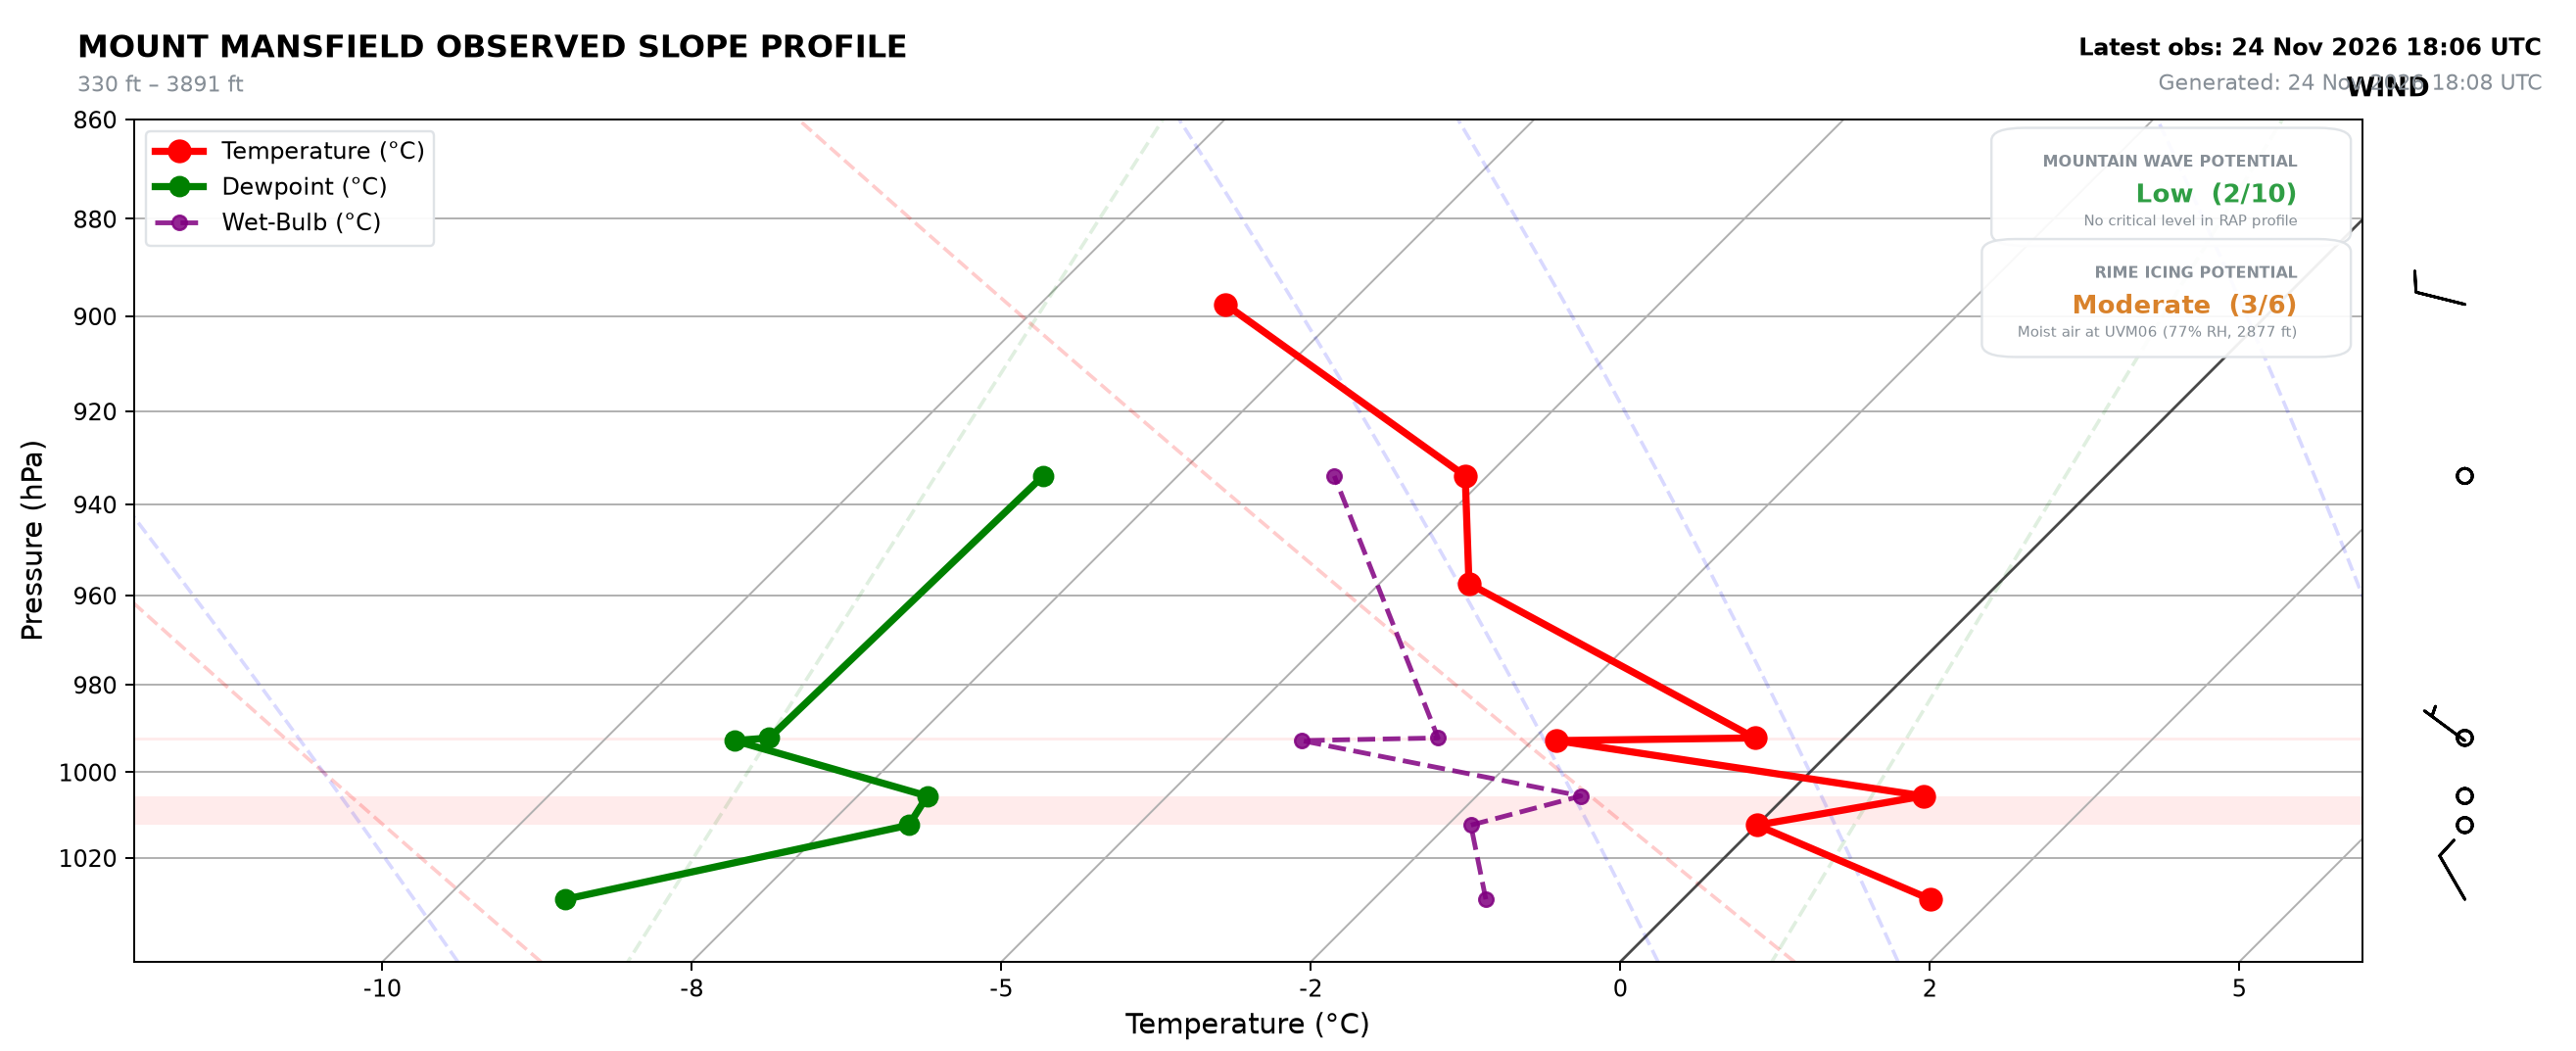 MOUNT MANSFIELD OBSERVED SLOPE PROFILE
330 ft – 3891 ft
Latest obs: 24 Nov 2026 18:06 UTC
Generated: 24 Nov 2026 18:08 UTC
WIND
Temperature (°C)
Dewpoint (°C)
Wet-Bulb (°C)
MOUNTAIN WAVE POTENTIAL
Low (2/10)
No critical level in RAP profile
RIME ICING POTENTIAL
Moderate (3/6)
Moist air at UVM06 (77% RH, 2877 ft)
Pressure (hPa)
860
880
900
920
940
960
980
1000
1020
-10 -8 -5 -2 0 2 5
Temperature (°C)